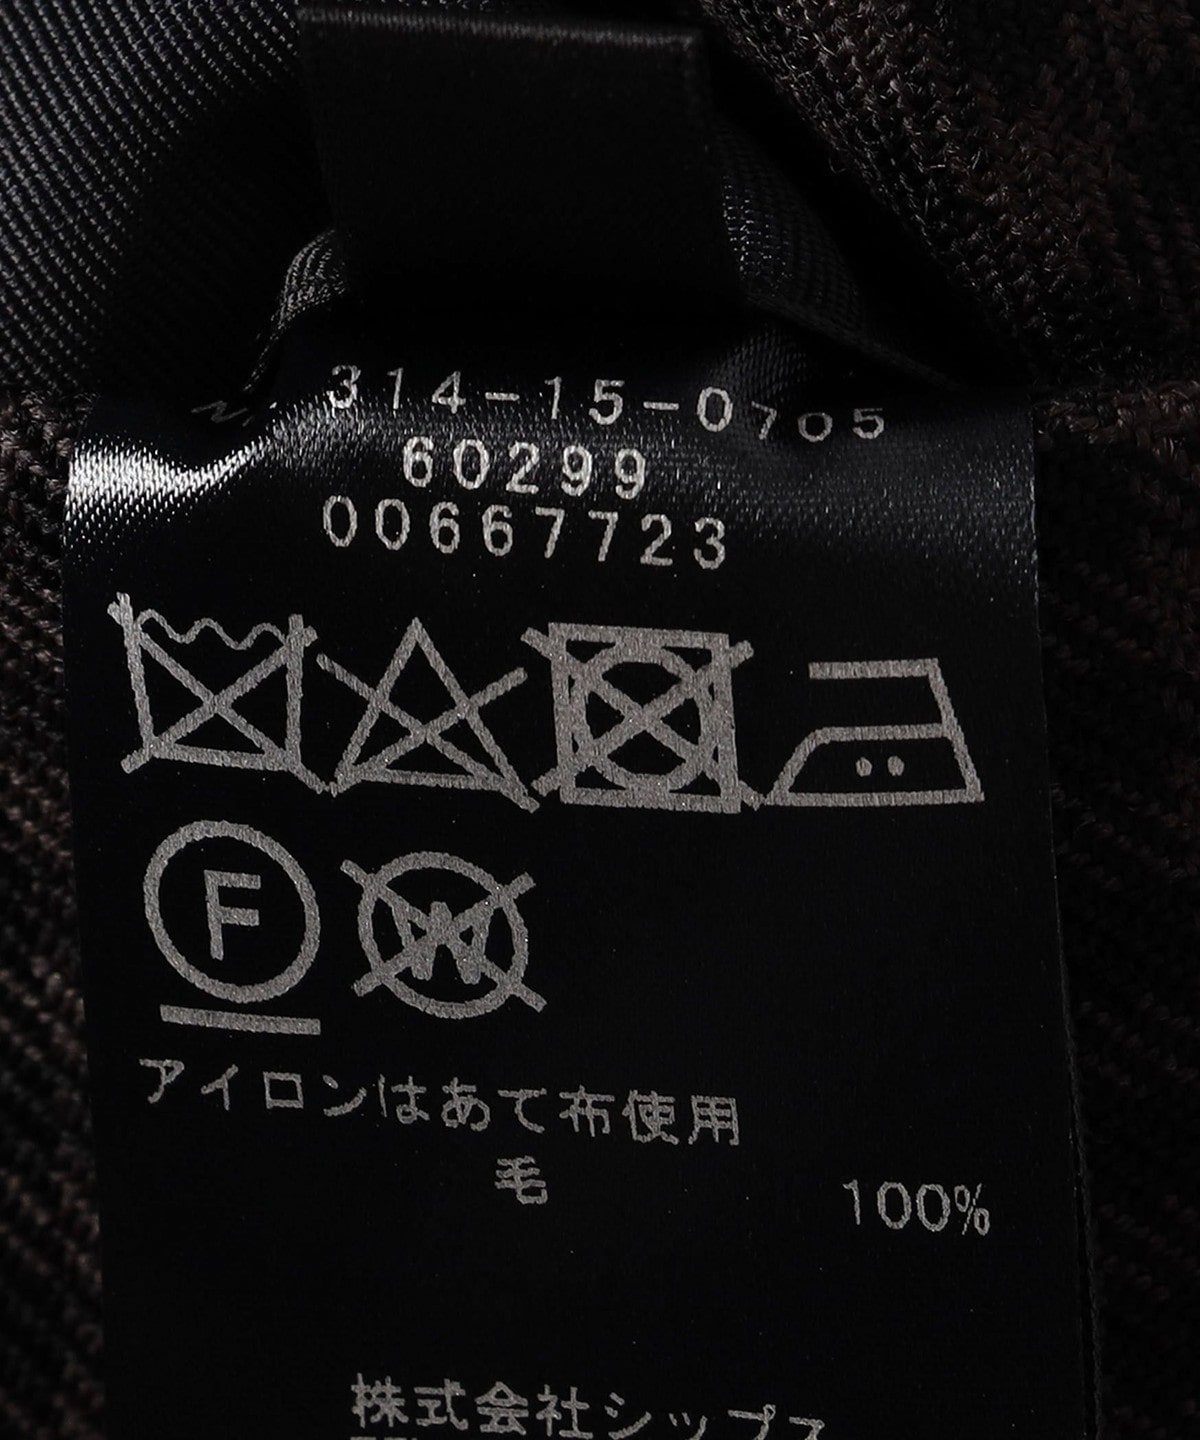 314-15-0705
60299
00667723
F
W
アイロンはあて布使用
毛 100%
株式会社シップス